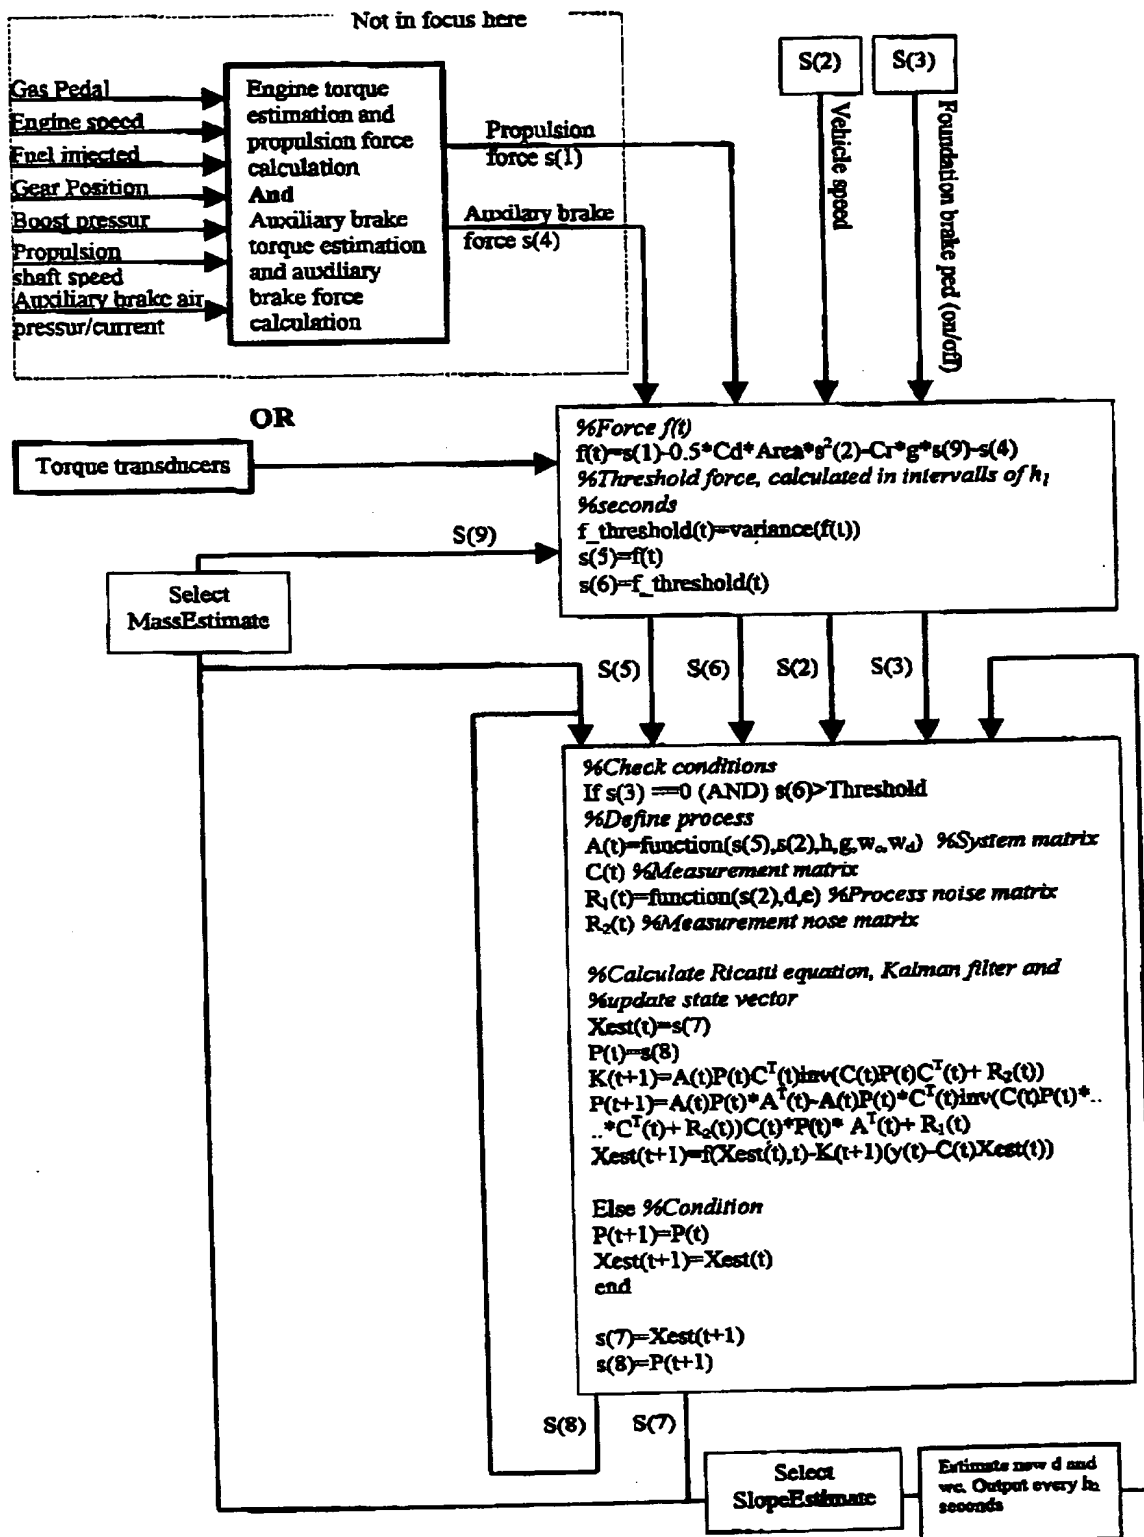 Not in focus here
Gas Pedal
Engine speed
Fuel injected
Gear Position
Boost pressur
Propulsion
shaft speed
Auxiliary brake air
pressur/current
Engine torque
estimation and
propulsion force
calculation
And
Auxiliary brake
torque estimation
and auxiliary
brake force
calculation
Propulsion
force s(1)
Auxilary brake
force s(4)
S(2)
S(3)
Vehicle speed
Foundation brake ped (on/off)
OR
Torque transducers
%Force f(t)
f(t)=s(1)-0.5*Cd*Area*s²(2)-Cr*g*s(9)-s(4)
%Threshold force, calculated in intervalls of h₁
%seconds
f_threshold(t)=variance(f(t))
s(5)=f(t)
s(6)=f_threshold(t)
S(9)
Select
MassEstimate
S(5)
S(6)
S(2)
S(3)
%Check conditions
If s(3) ==0 (AND) s(6)>Threshold
%Define process
A(t)=function(s(5),s(2),h,g,w_c,w_d) %System matrix
C(t) %Measurement matrix
R₁(t)=function(s(2),d,e) %Process noise matrix
R₂(t) %Measurement nose matrix
%Calculate Ricatti equation, Kalman filter and
%update state vector
Xest(t)=s(7)
P(t)=s(8)
K(t+1)=A(t)P(t)Cᵀ(t)inv(C(t)P(t)Cᵀ(t)+ R₂(t))
P(t+1)=A(t)P(t)*Aᵀ(t)-A(t)P(t)*Cᵀ(t)inv(C(t)P(t)*..
..*Cᵀ(t)+ R₂(t))C(t)*P(t)* Aᵀ(t)+ R₁(t)
Xest(t+1)=f(Xest(t),t)-K(t+1)(y(t)-C(t)Xest(t))
Else %Condition
P(t+1)=P(t)
Xest(t+1)=Xest(t)
end
s(7)=Xest(t+1)
s(8)=P(t+1)
S(8)
S(7)
Select
SlopeEstimate
Estimate new d and
wc. Output every h₂
seconds